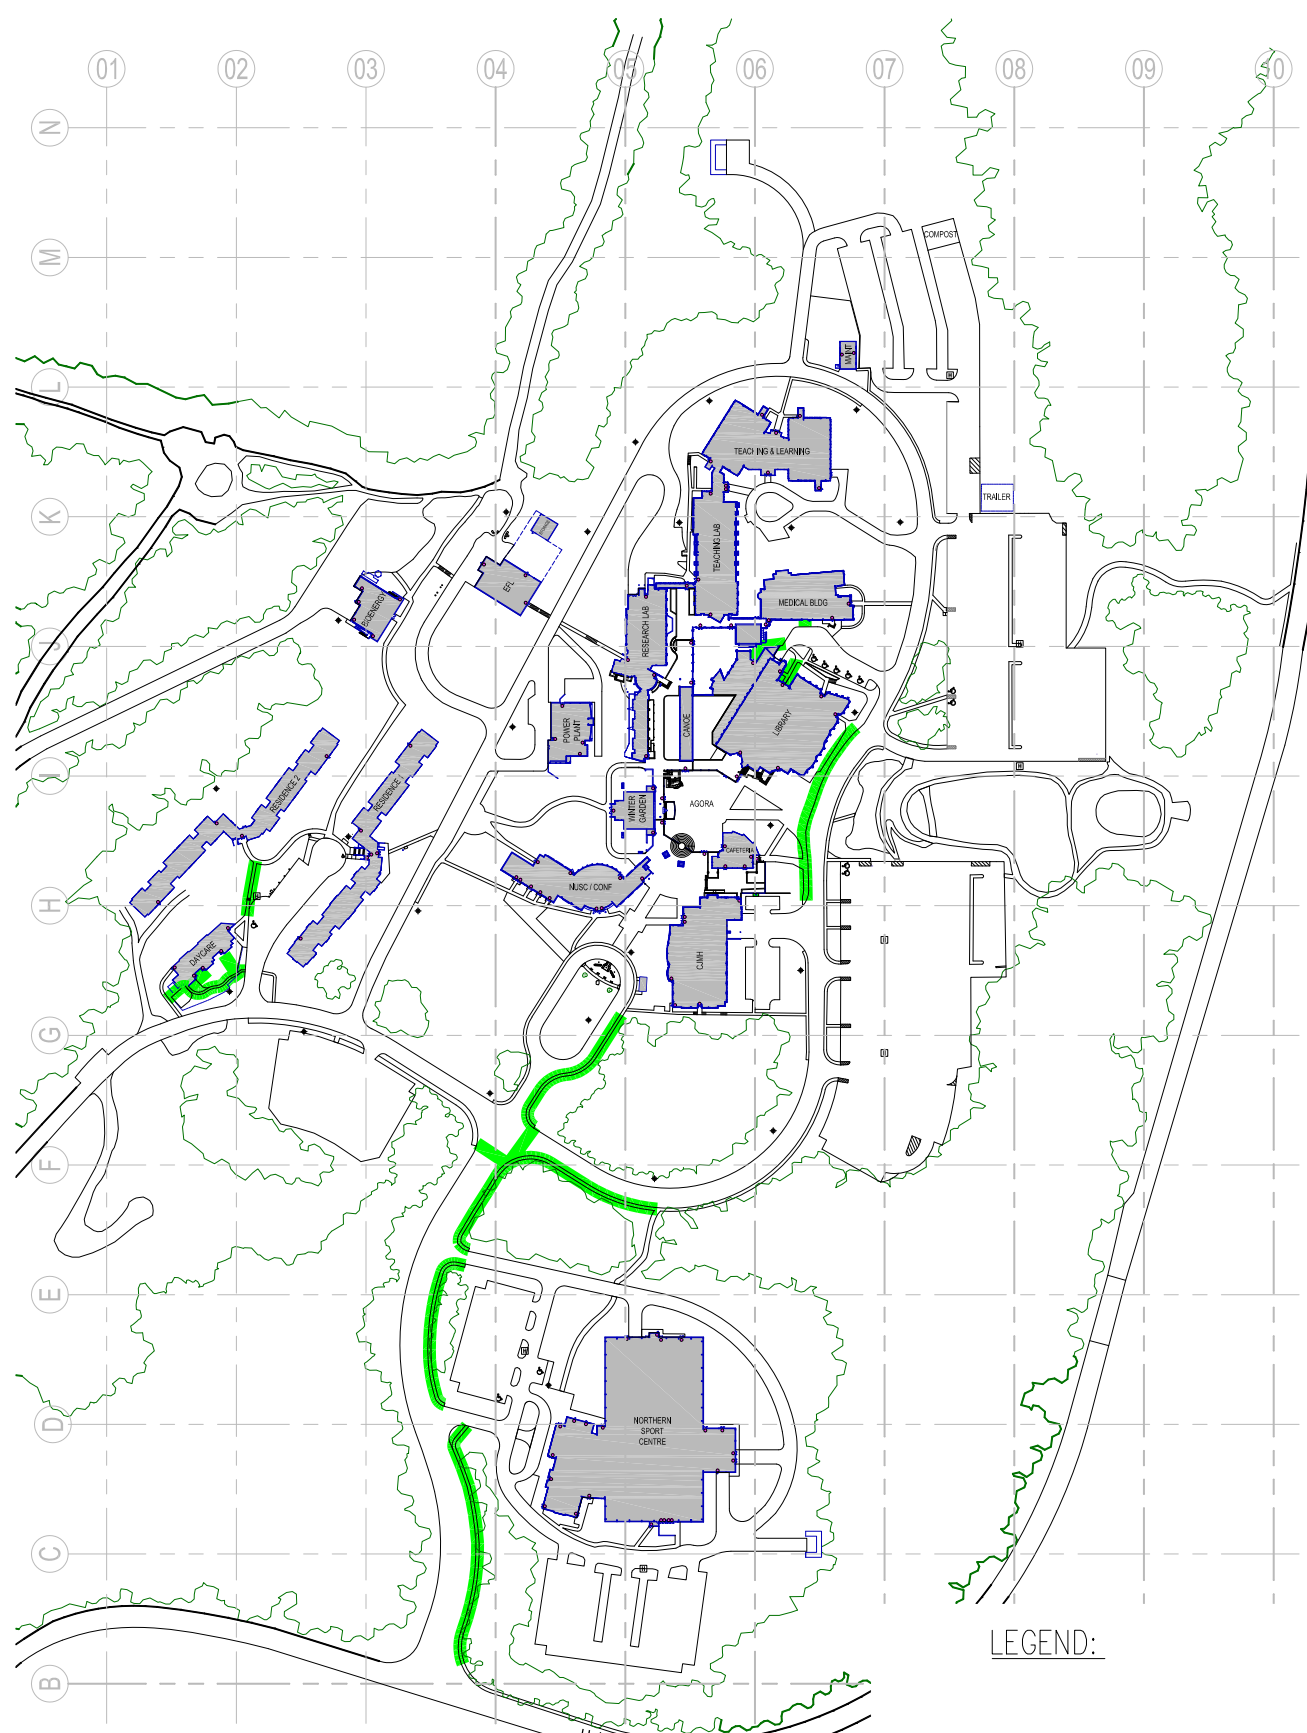 01 02 03 04 05 06 07 08 09 10
N
M
COMPOST
MAINT
L
TEACHING & LEARNING
K
TRAILER
TEACHING LAB
EFL
MEDICAL BLDG
BIOENERGY
RESEARCH LAB
J
LIBRARY
CANOE
POWER
PLANT
I
RESIDENCE 2
RESIDENCE 1
WINTER
GARDEN
AGORA
CAFETERIA
NUSC / CONF
H
DAYCARE
CJMH
G
F
E
D
NORTHERN
SPORT
CENTRE
C
LEGEND:
B